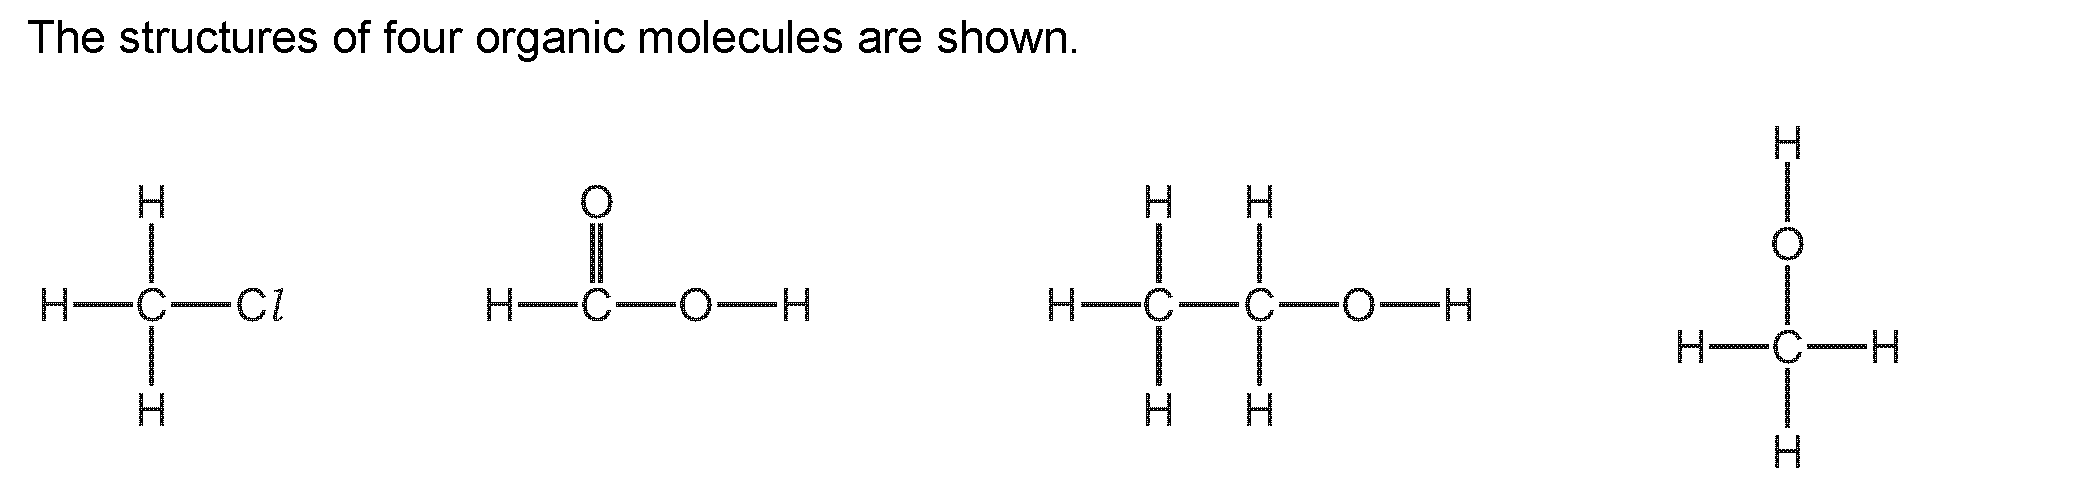 The structures of four organic molecules are shown.
H
H O H H O
H C Cl H C O H H C C O H H C H
H H H H